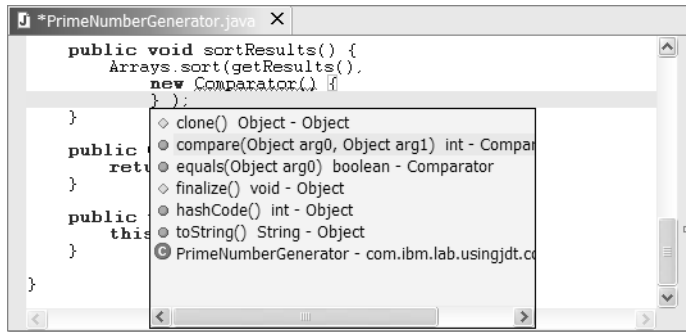 *PrimeNumberGenerator.java X
public void sortResults() {
Arrays.sort(getResults(),
new Comparator() {
} );
}
clone() Object - Object
public
compare(Object arg0, Object arg1) int - Compar
equals(Object arg0) boolean - Comparator
}
finalize() void - Object
hashCode() int - Object
public
toString() String - Object
this
PrimeNumberGenerator - com.ibm.lab.usingjdt.co
}
}